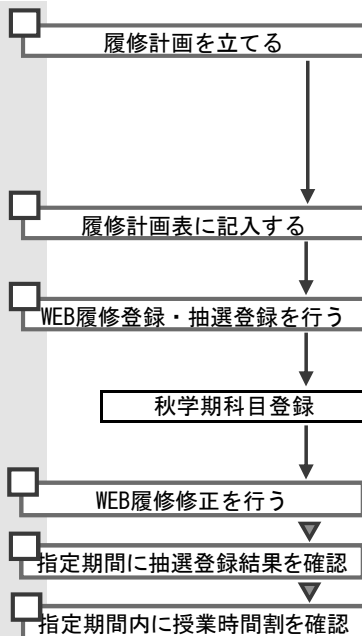 履修計画を立てる
履修計画表に記入する
WEB履修登録・抽選登録を行う
秋学期科目登録
WEB履修修正を行う
指定期間に抽選登録結果を確認
指定期間内に授業時間割を確認